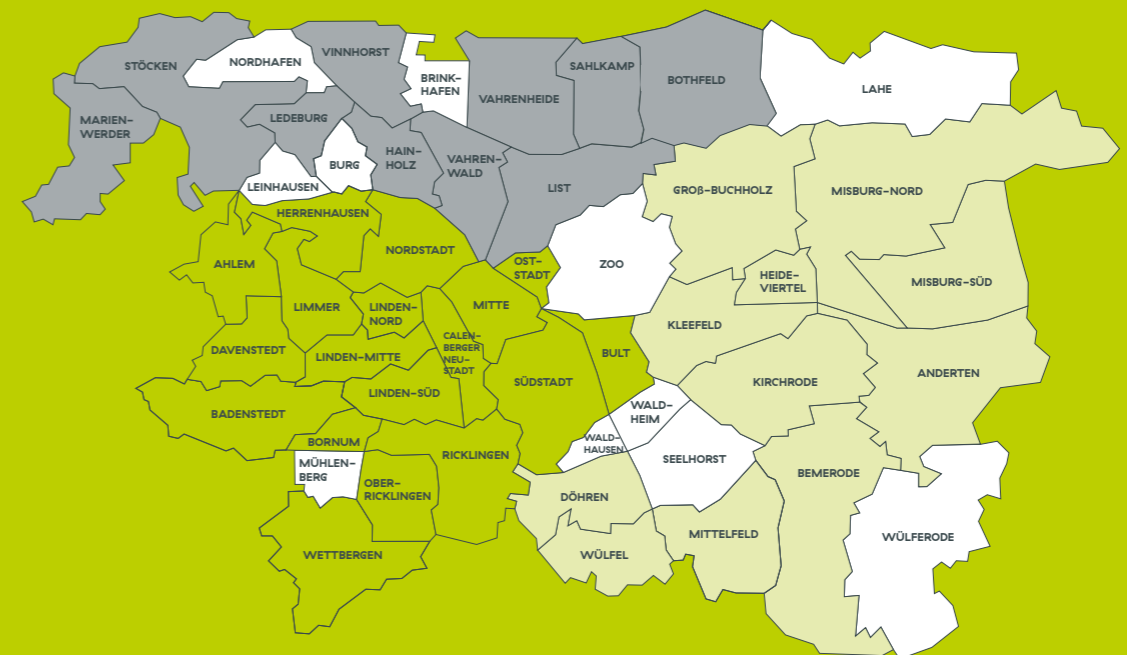 STÖCKEN
NORDHAFEN
VINNHORST
BRINK-
HAFEN
VAHRENHEIDE
SAHLKAMP
BOTHFELD
LAHE
MARIEN-
WERDER
LEDEBURG
BURG
HAIN-
HOLZ
VAHREN-
WALD
LIST
LEINHAUSEN
GROß-BUCHHOLZ
MISBURG-NORD
HERRENHAUSEN
NORDSTADT
AHLEM
OST-
STADT
ZOO
HEIDE-
VIERTEL
MISBURG-SÜD
LIMMER
LINDEN-
NORD
MITTE
KLEEFELD
CALEN-
BERGER
NEU-
STADT
DAVENSTEDT
LINDEN-MITTE
BULT
SÜDSTADT
KIRCHRODE
ANDERTEN
LINDEN-SÜD
BADENSTEDT
WALD-
HEIM
BORNUM
WALD-
HAUSEN
RICKLINGEN
SEELHORST
MÜHLEN-
BERG
BEMERODE
OBER-
RICKLINGEN
DÖHREN
MITTELFELD
WÜLFERODE
WETTBERGEN
WÜLFEL